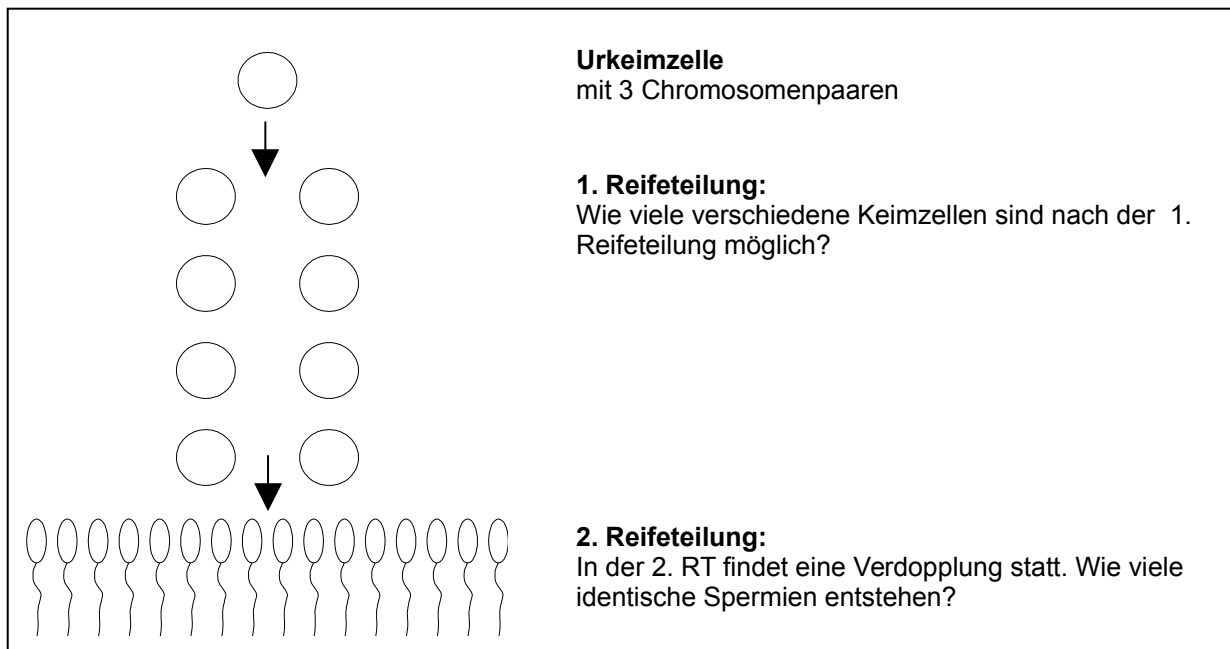 Urkeimzelle
mit 3 Chromosomenpaaren
1. Reifeteilung:
Wie viele verschiedene Keimzellen sind nach der 1.
Reifeteilung möglich?
2. Reifeteilung:
In der 2. RT findet eine Verdopplung statt. Wie viele
identische Spermien entstehen?